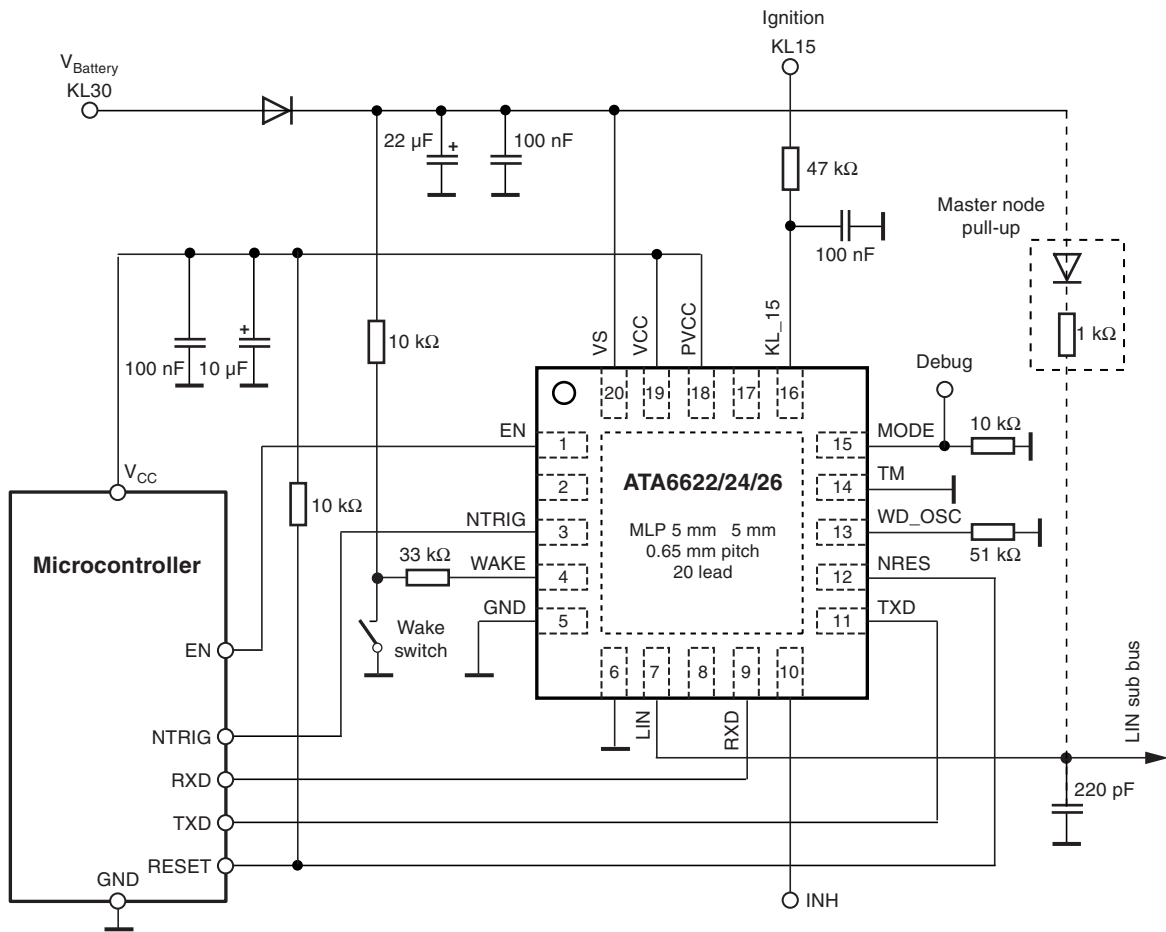 Ignition
KL15
VBattery
KL30
22 µF
+
100 nF
47 kΩ
100 nF
Master node
pull-up
1 kΩ
100 nF
+
10 µF
10 kΩ
VS
VCC
PVCC
KL_15
Debug
20
19
18
17
16
EN
1
2
NTRIG
3
WAKE
4
GND
5
ATA6622/24/26
MLP 5 mm 5 mm
0.65 mm pitch
20 lead
15
MODE
10 kΩ
14
TM
13
WD_OSC
51 kΩ
12
NRES
11
TXD
6
7
8
9
10
LIN
RXD
VCC
10 kΩ
33 kΩ
Wake
switch
Microcontroller
EN
NTRIG
RXD
TXD
RESET
GND
LIN sub bus
220 pF
INH